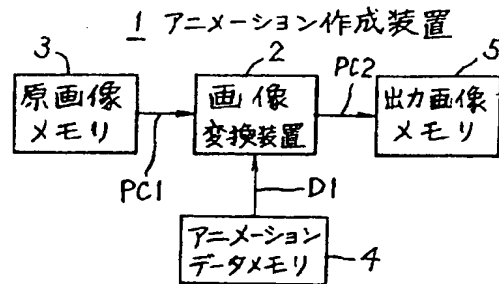 1 アニメーション作成装置
3
2
PC2
5
原画像
メモリ
画像
変換装置
出力画像
メモリ
PC1
D1
アニメーション
データメモリ
4